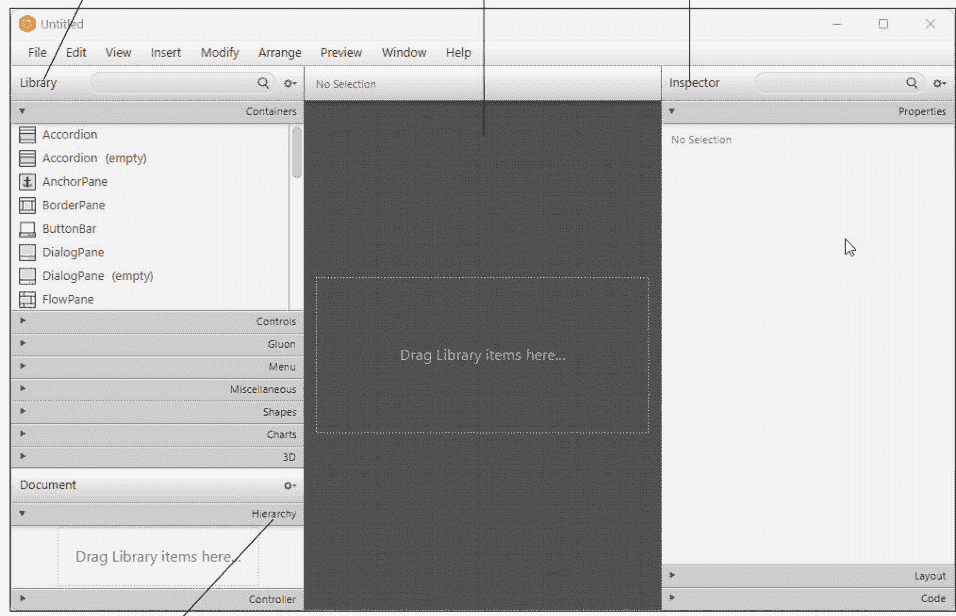 Untitled
File Edit View Insert Modify Arrange Preview Window Help
Library
No Selection
Inspector
Containers
Properties
Accordion
No Selection
Accordion (empty)
AnchorPane
BorderPane
ButtonBar
DialogPane
DialogPane (empty)
FlowPane
Controls
Gluon
Menu
Miscellaneous
Shapes
Charts
3D
Drag Library items here...
Document
Hierarchy
Drag Library items here...
Controller
Layout
Code